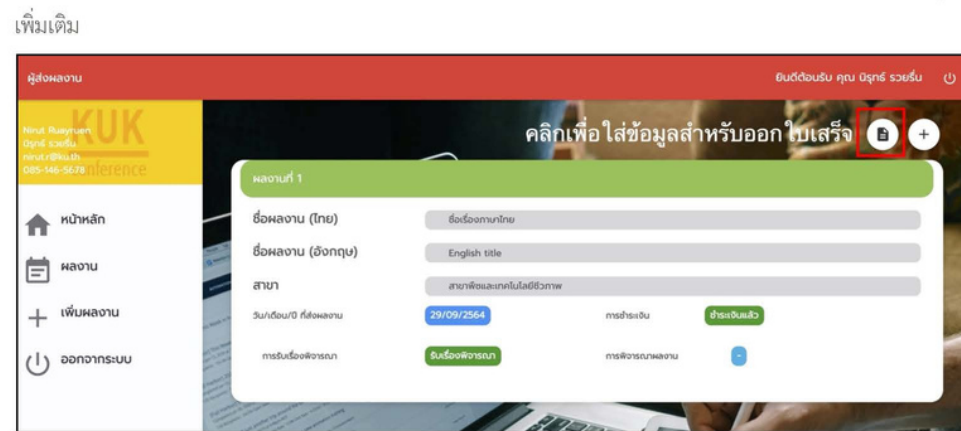 เพิ่มเติม
ผู้ส่งผลงาน
ยินดีต้อนรับ คุณ นิรุทธ์ รวยรื่น
KUK
Conference
Nirut Ruayruen
นิรุทธ์ รวยรื่น
nirut.r@ku.th
085-146-5678
คลิกเพื่อใส่ข้อมูลสำหรับออกใบเสร็จ
หน้าหลัก
ผลงาน
เพิ่มผลงาน
ออกจากระบบ
ผลงานที่ 1
ชื่อผลงาน (ไทย) ชื่อเรื่องภาษาไทย
ชื่อผลงาน (อังกฤษ) English title
สาขา สาขาพืชและเทคโนโลยีชีวภาพ
วัน/เดือน/ปี ที่ส่งผลงาน 29/09/2564 การชำระเงิน ชำระเงินแล้ว
การรับเรื่องพิจารณา รับเรื่องพิจารณา การพิจารณาผลงาน -